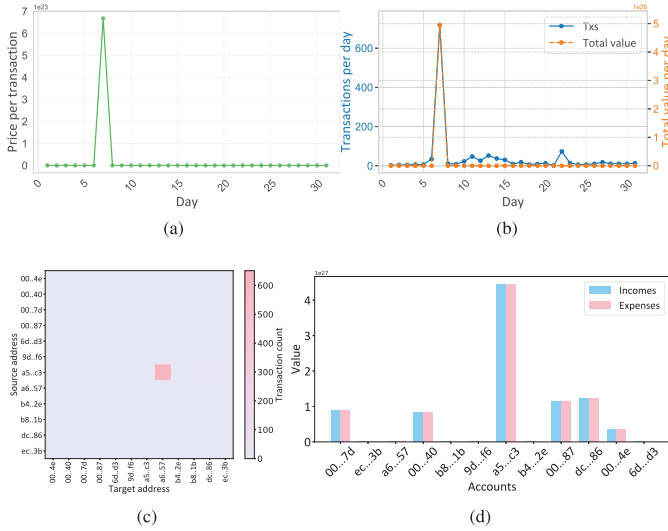 1e23
7
6
5
4
3
2
1
0
Price per transaction
0
5
10
15
20
25
30
Day
(a)
1e26
Txs
Total value
600
400
200
0
Transactions per day
5
4
3
2
1
0
Total value per day
0
5
10
15
20
25
30
Day
(b)
00..4e
00..40
00..7d
00..87
6d..d3
9d..f6
a5..c3
a6..57
b4..2e
b8..1b
dc..86
ec..3b
Source address
00..4e
00..40
00..7d
00..87
6d..d3
9d..f6
a5..c3
a6..57
b4..2e
b8..1b
dc..86
ec..3b
Target address
600
500
400
300
200
100
0
Transaction count
(c)
1e27
Incomes
Expenses
4
3
2
1
0
Value
00...7d
ec...3b
a6...57
00...40
b8...1b
9d...f6
a5...c3
b4...2e
00...87
dc...86
00...4e
6d...d3
Accounts
(d)